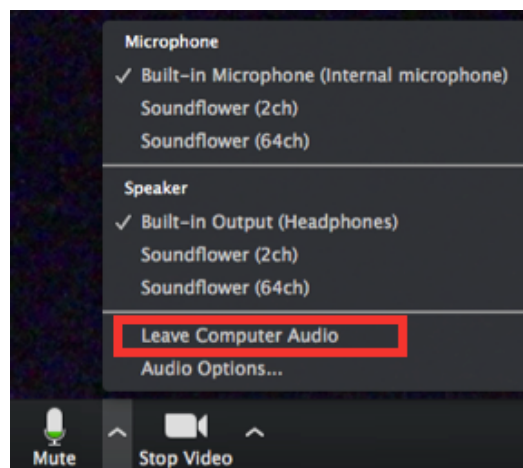 Microphone
✓ Built-in Microphone (Internal microphone)
Soundflower (2ch)
Soundflower (64ch)
Speaker
✓ Built-in Output (Headphones)
Soundflower (2ch)
Soundflower (64ch)
Leave Computer Audio
Audio Options...
Mute
Stop Video